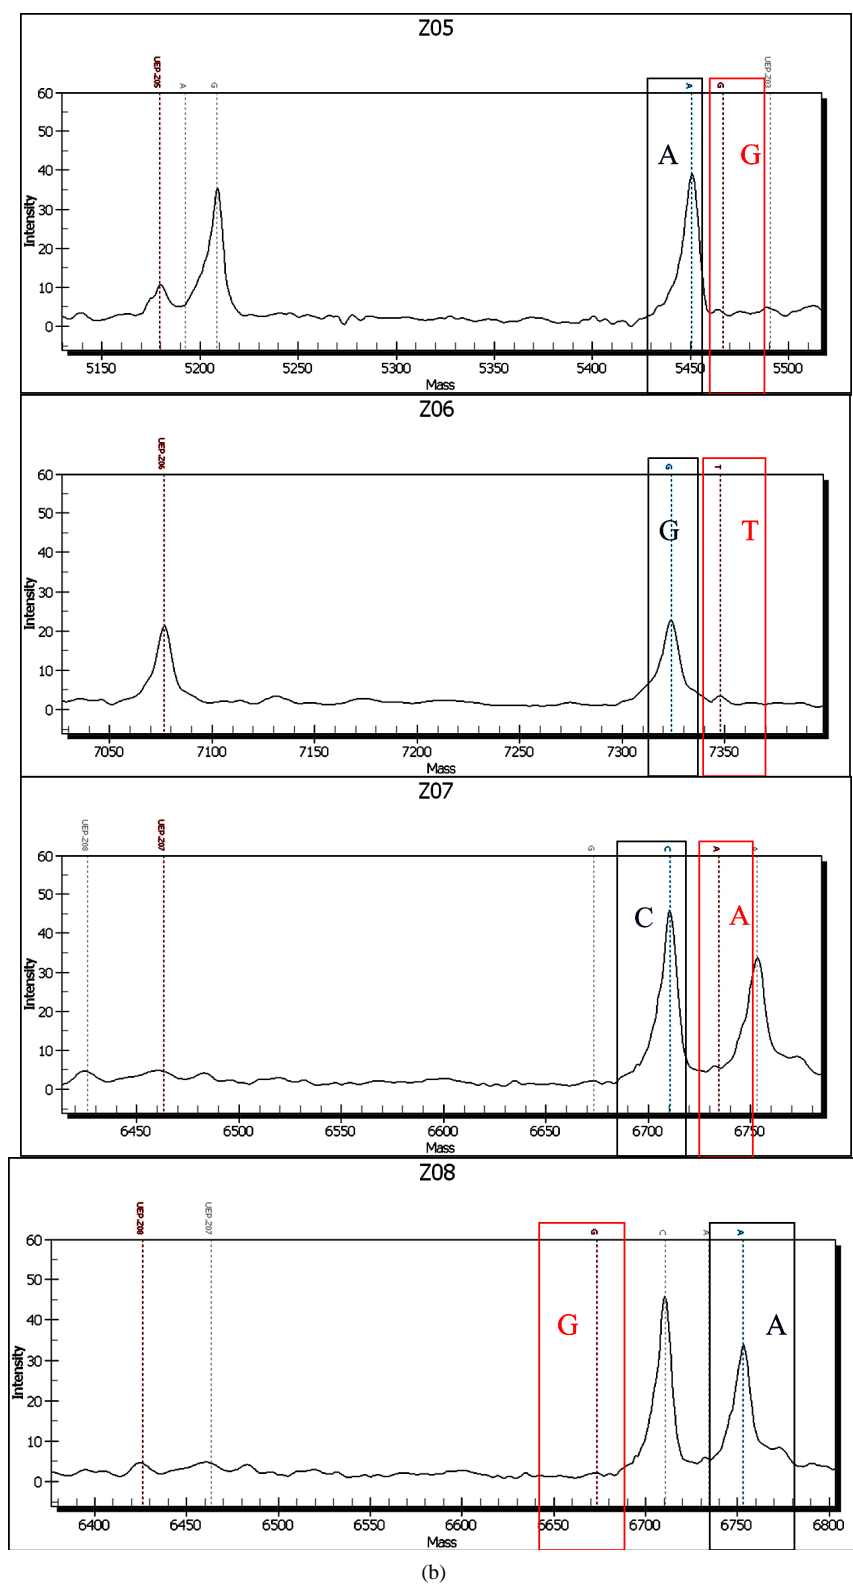 Z05
UEP.Z05 A G A G UEP.Z03
60
50
40
30
20
10
0
A G
Intensity
5150 5200 5250 5300 5350 5400 5450 5500
Mass
Z06
UEP.Z06 G T
60
50
40
30
20
10
0
G T
Intensity
7050 7100 7150 7200 7250 7300 7350
Mass
Z07
UEP.Z08 UEP.Z07 G C A A
60
50
40
30
20
10
0
C A
Intensity
6450 6500 6550 6600 6650 6700 6750
Mass
Z08
UEP.Z08 UEP.Z07 G C A A
60
50
40
30
20
10
0
G A
Intensity
6400 6450 6500 6550 6600 6650 6700 6750 6800
Mass
(b)